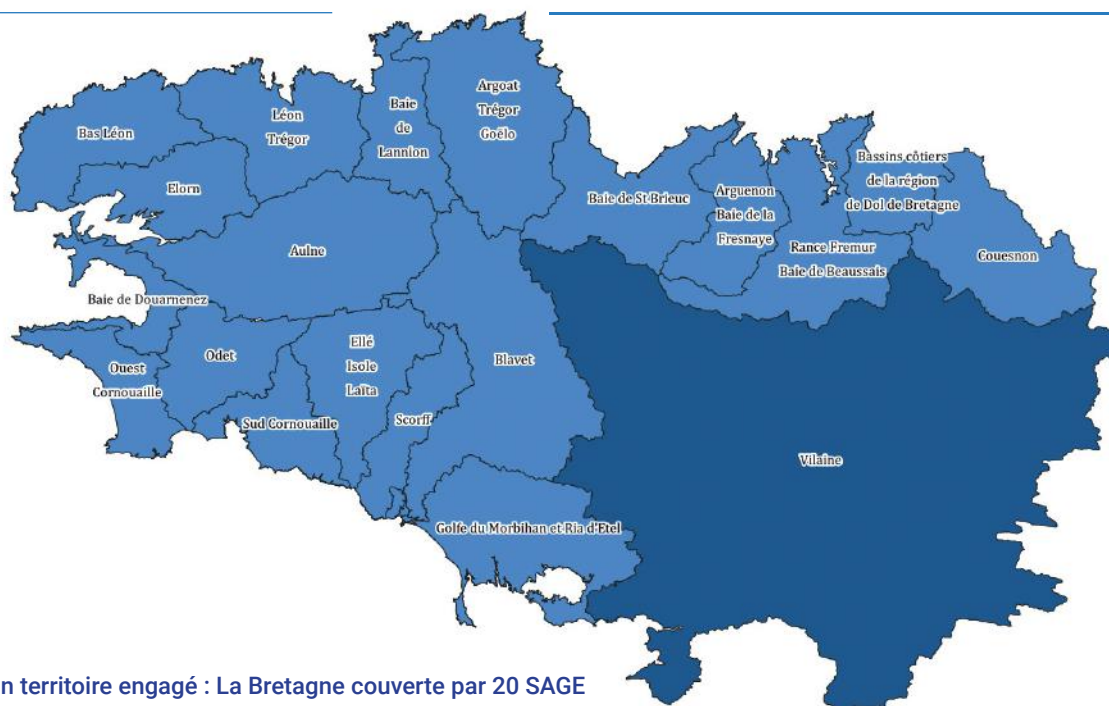 Bas Léon
Léon
Trégor
Baie
de
Lannion
Argoat
Trégor
Goëlo
Elorn
Baie de St Brieuc
Arguenon
Baie de la
Fresnaye
Bassins côtiers
de la région
de Dol de Bretagne
Rance Fremur
Baie de Beaussais
Couesnon
Aulne
Baie de Douarnenez
Ouest
Cornouaille
Odet
Ellé
Isole
Laïta
Sud Cornouaille
Scorff
Blavet
Golfe du Morbihan et Ria d'Etel
Vilaine
n territoire engagé : La Bretagne couverte par 20 SAGE